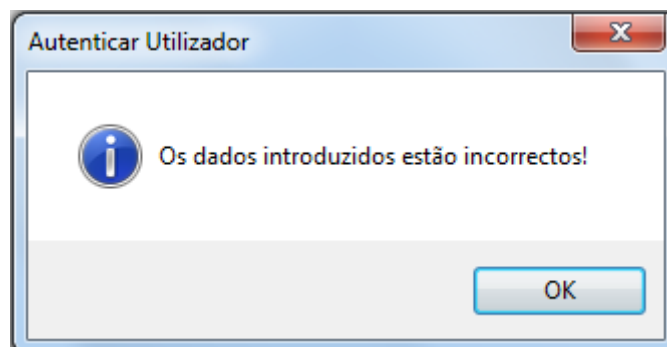 Autenticar Utilizador
Os dados introduzidos estão incorrectos!
OK